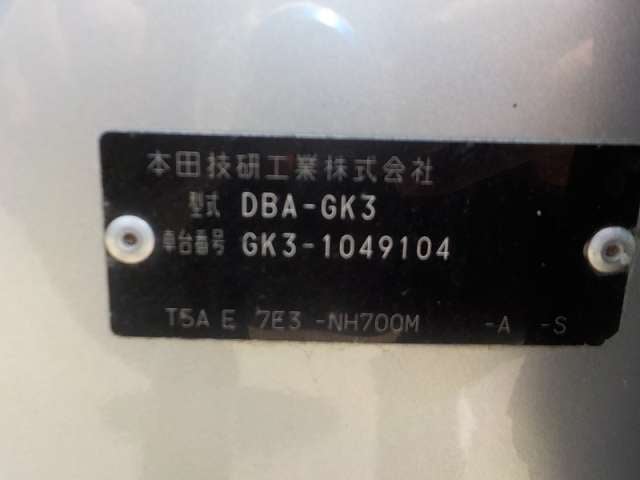 本田技研工業株式会社
型式 DBA-GK3
車台番号 GK3-1049104
T5A E 7E3 -NH700M -A -S